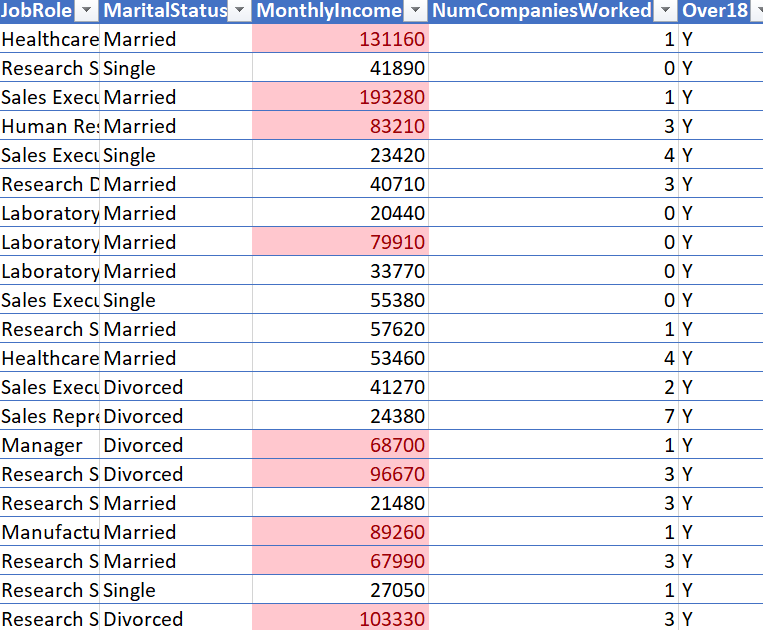 JobRole MaritalStatus MonthlyIncome NumCompaniesWorked Over18
Healthcare Married 131160 1 Y
Research S Single 41890 0 Y
Sales Execu Married 193280 1 Y
Human Res Married 83210 3 Y
Sales Execu Single 23420 4 Y
Research D Married 40710 3 Y
Laboratory Married 20440 0 Y
Laboratory Married 79910 0 Y
Laboratory Married 33770 0 Y
Sales Execu Single 55380 0 Y
Research S Married 57620 1 Y
Healthcare Married 53460 4 Y
Sales Execu Divorced 41270 2 Y
Sales Repre Divorced 24380 7 Y
Manager Divorced 68700 1 Y
Research S Divorced 96670 3 Y
Research S Married 21480 3 Y
Manufactu Married 89260 1 Y
Research S Married 67990 3 Y
Research S Single 27050 1 Y
Research S Divorced 103330 3 Y